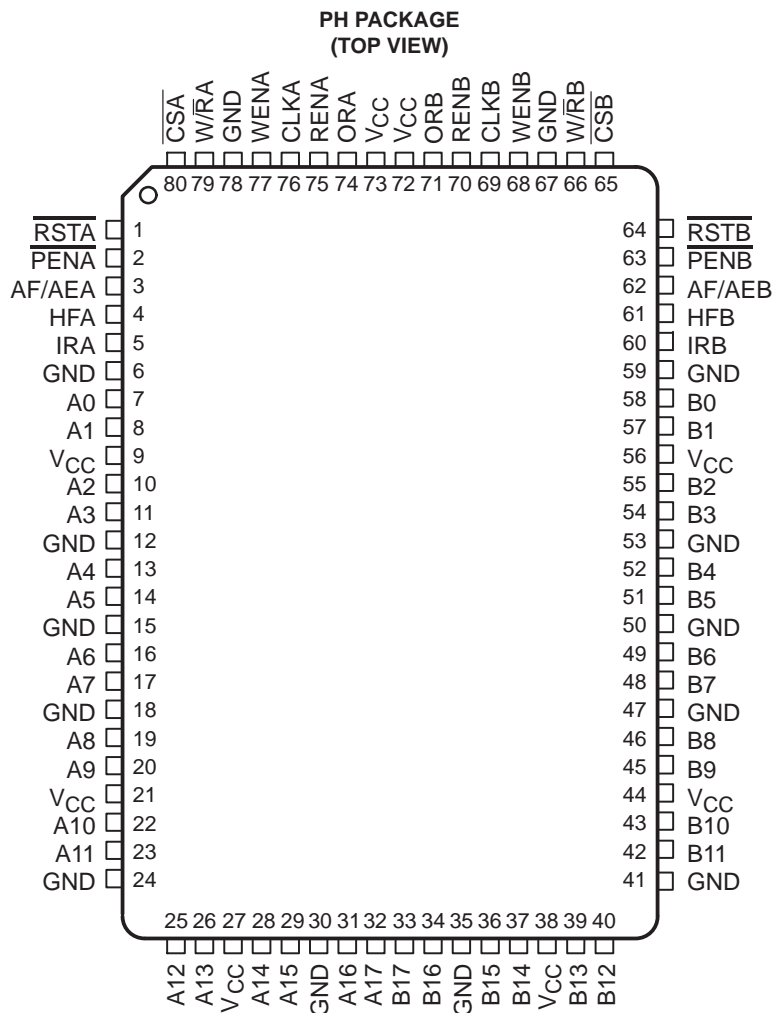 PH PACKAGE
(TOP VIEW)
C̅S̅A̅
W/R̅A
GND
WENA
CLKA
RENA
ORA
VCC
VCC
ORB
RENB
CLKB
WENB
GND
W/R̅B
C̅S̅B̅
80 79 78 77 76 75 74 73 72 71 70 69 68 67 66 65
R̅S̅T̅A̅ 1 64 R̅S̅T̅B̅
P̅E̅N̅A̅ 2 63 P̅E̅N̅B̅
AF/AEA 3 62 AF/AEB
HFA 4 61 HFB
IRA 5 60 IRB
GND 6 59 GND
A0 7 58 B0
A1 8 57 B1
VCC 9 56 VCC
A2 10 55 B2
A3 11 54 B3
GND 12 53 GND
A4 13 52 B4
A5 14 51 B5
GND 15 50 GND
A6 16 49 B6
A7 17 48 B7
GND 18 47 GND
A8 19 46 B8
A9 20 45 B9
VCC 21 44 VCC
A10 22 43 B10
A11 23 42 B11
GND 24 41 GND
25 26 27 28 29 30 31 32 33 34 35 36 37 38 39 40
A12
A13
VCC
A14
A15
GND
A16
A17
B17
B16
GND
B15
B14
VCC
B13
B12